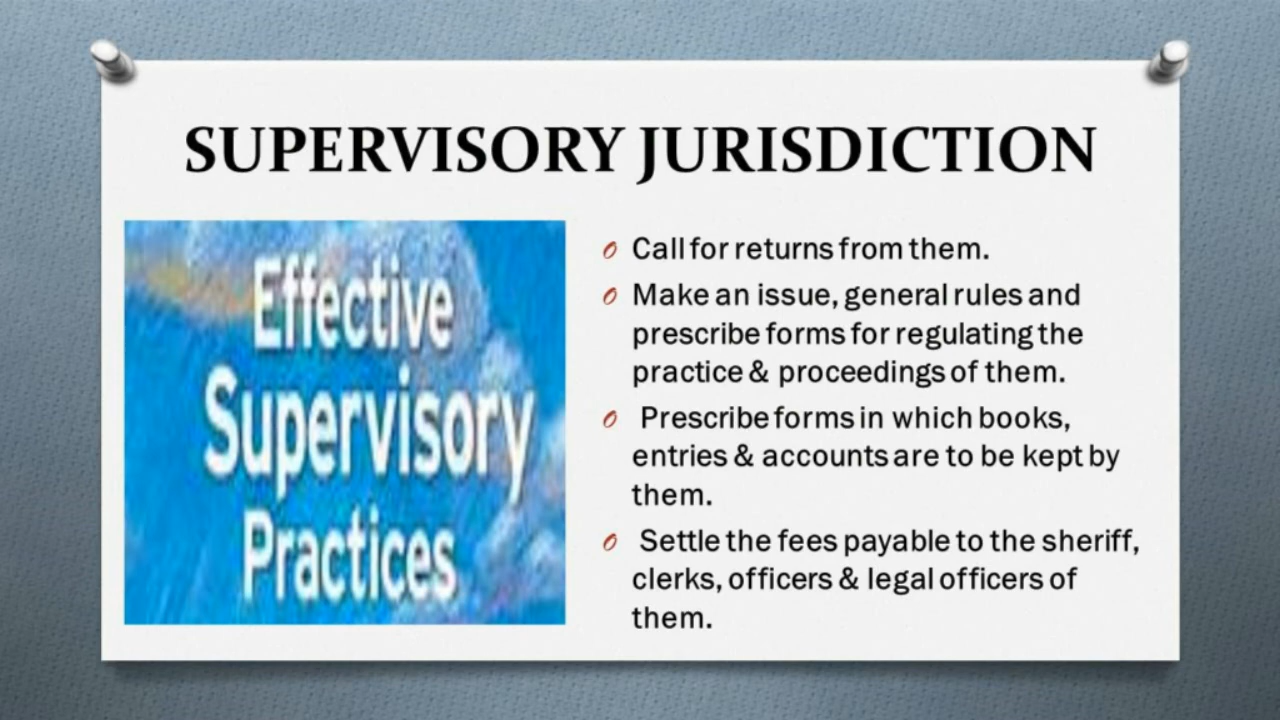 SUPERVISORY JURISDICTION
Effective
Supervisory
Practices
Call for returns from them.
Make an issue, general rules and
prescribe forms for regulating the
practice & proceedings of them.
Prescribe forms in which books,
entries & accounts are to be kept by
them.
Settle the fees payable to the sheriff,
clerks, officers & legal officers of
them.